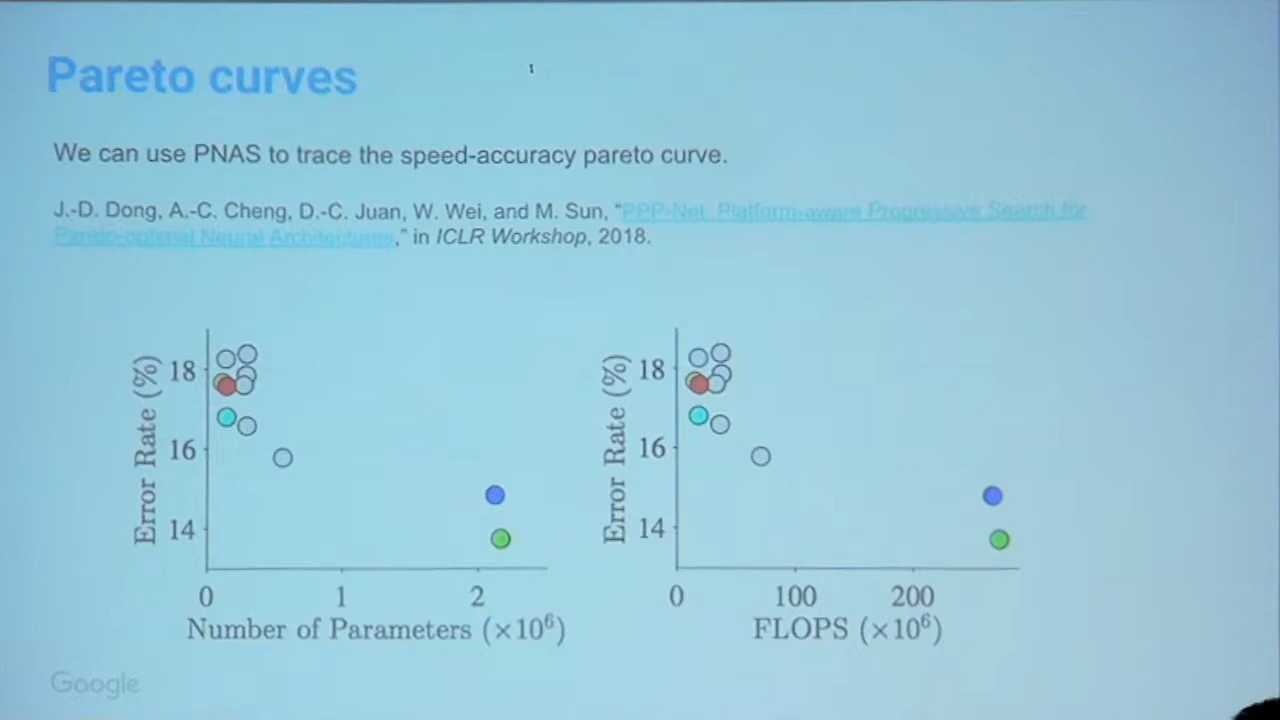 Pareto curves
We can use PNAS to trace the speed-accuracy pareto curve.
J.-D. Dong, A.-C. Cheng, D.-C. Juan, W. Wei, and M. Sun, "PPP-Net: Platform-aware Progressive Search for
Pareto-optimal Neural Architectures," in ICLR Workshop, 2018.
Error Rate (%)
18
16
14
0 1 2
Number of Parameters (×10⁶)
Error Rate (%)
18
16
14
0 100 200
FLOPS (×10⁶)
Google